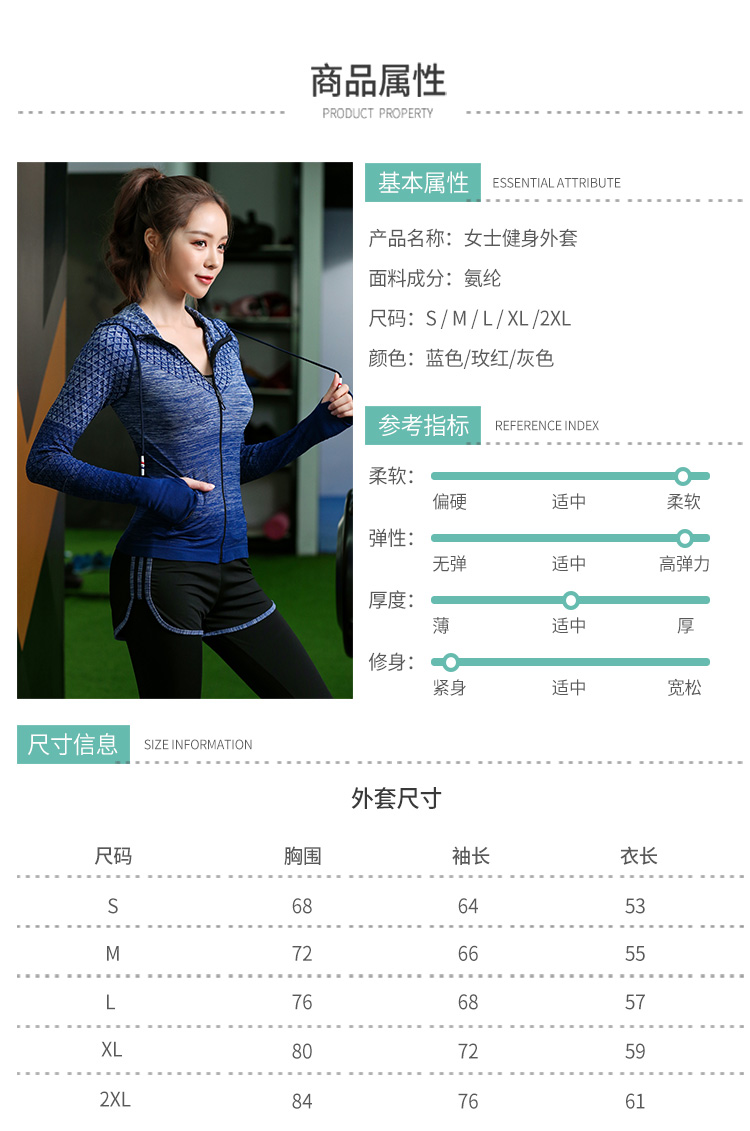 商品属性
PRODUCT PROPERTY
基本属性 ESSENTIAL ATTRIBUTE
产品名称：女士健身外套
面料成分：氨纶
尺码：S / M / L / XL /2XL
颜色：蓝色/玫红/灰色
参考指标 REFERENCE INDEX
柔软：
偏硬 适中 柔软
弹性：
无弹 适中 高弹力
厚度：
薄 适中 厚
修身：
紧身 适中 宽松
尺寸信息 SIZE INFORMATION
外套尺寸
尺码 胸围 袖长 衣长
S 68 64 53
M 72 66 55
L 76 68 57
XL 80 72 59
2XL 84 76 61